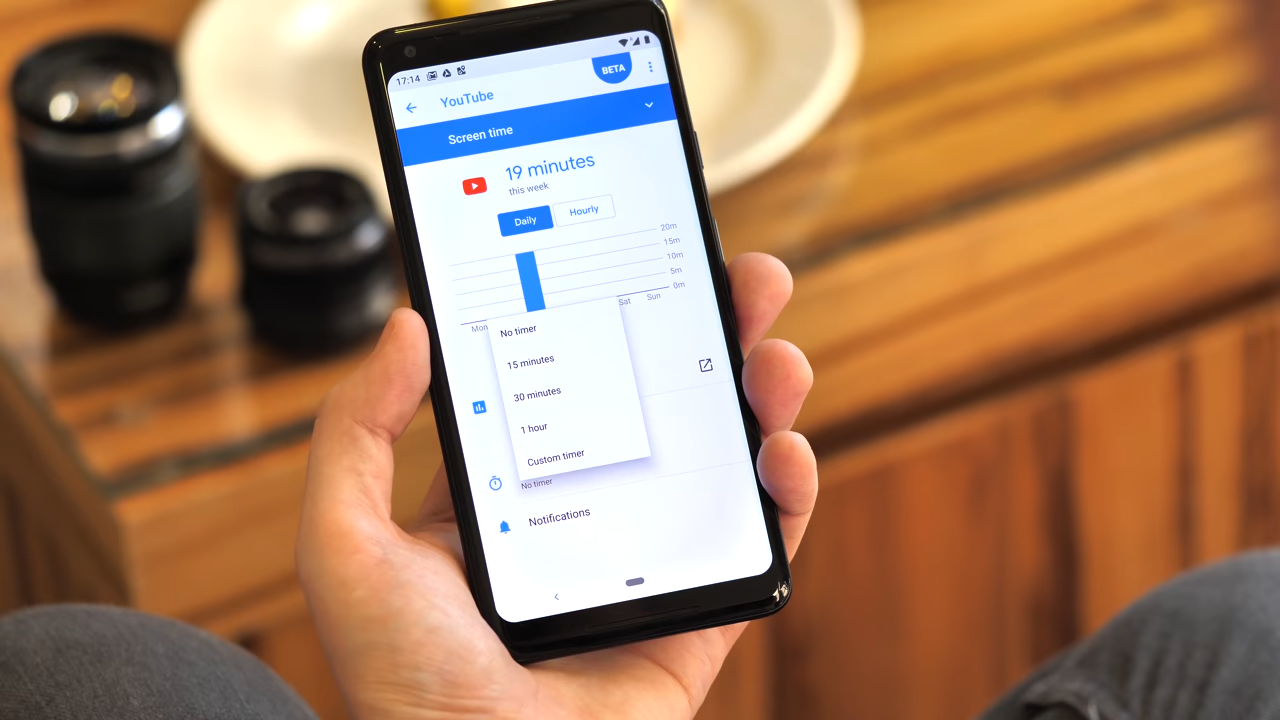 17:14
BETA
YouTube
Screen time
19 minutes
this week
Daily Hourly
20m
15m
10m
5m
0m
Mon Sat Sun
No timer
15 minutes
30 minutes
1 hour
Custom timer
No timer
Notifications